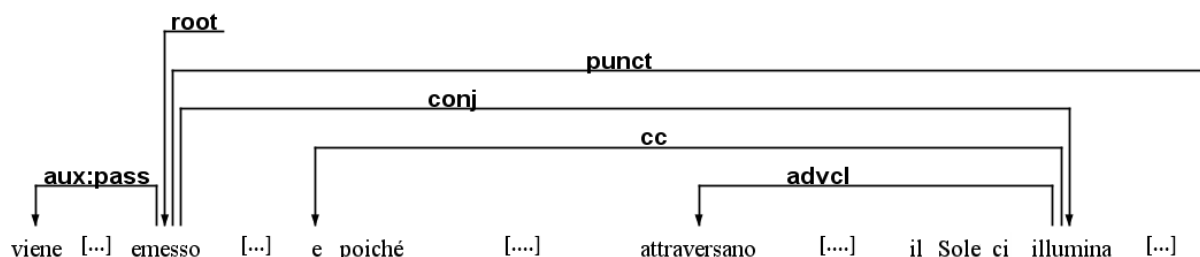 root
punct
conj
cc
aux:pass advcl
viene [...] emesso [...] e poiché [....] attraversano [....] il Sole ci illumina [...]